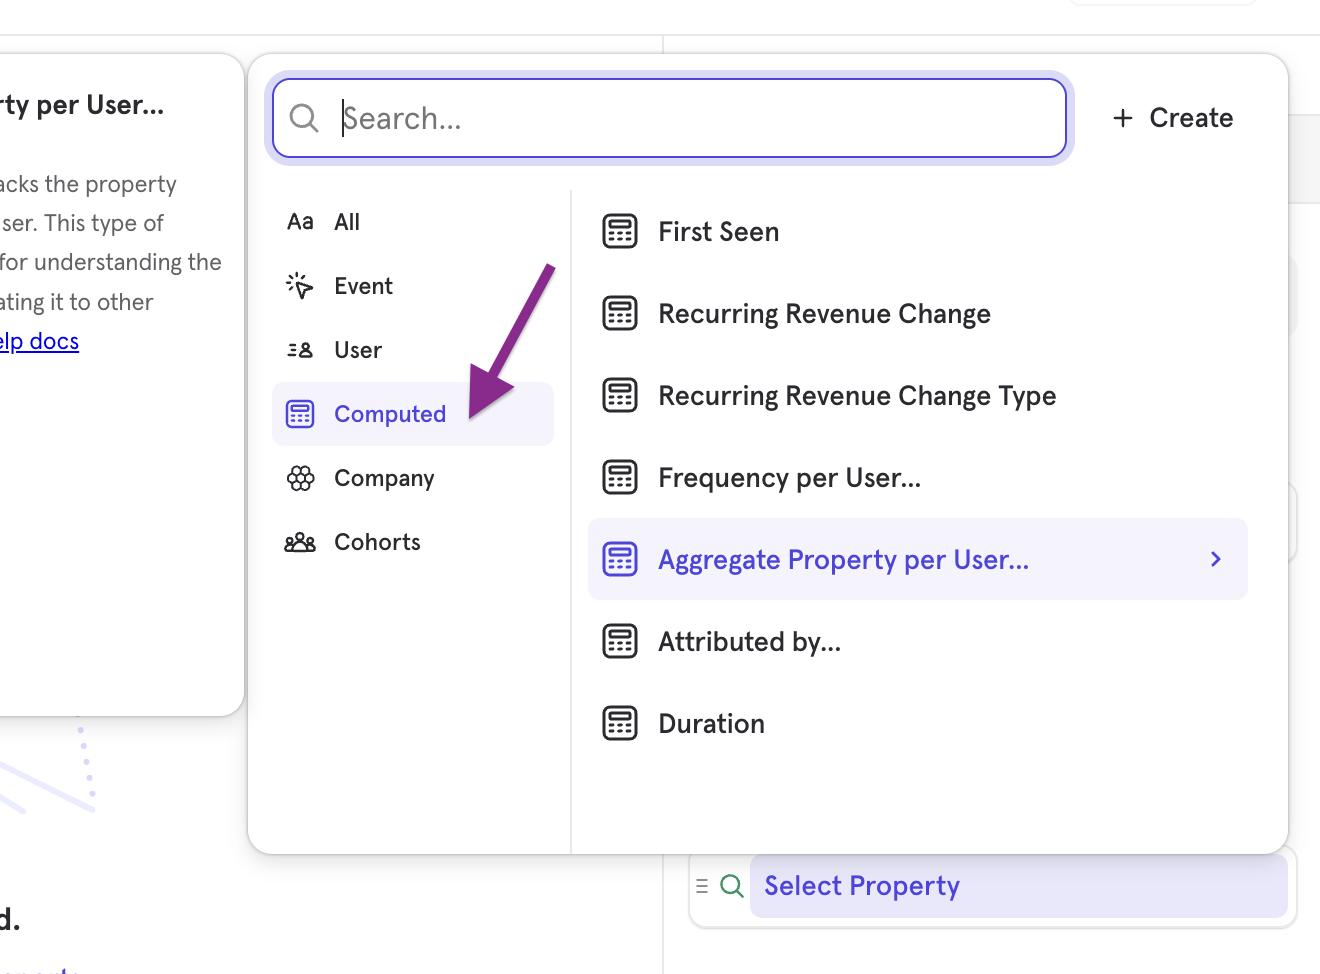 rty per User...
acks the property
ser. This type of
for understanding the
ating it to other
elp docs
Search...
+ Create
Aa All
Event
User
Computed
Company
Cohorts
First Seen
Recurring Revenue Change
Recurring Revenue Change Type
Frequency per User...
Aggregate Property per User...
Attributed by...
Duration
Select Property
d.